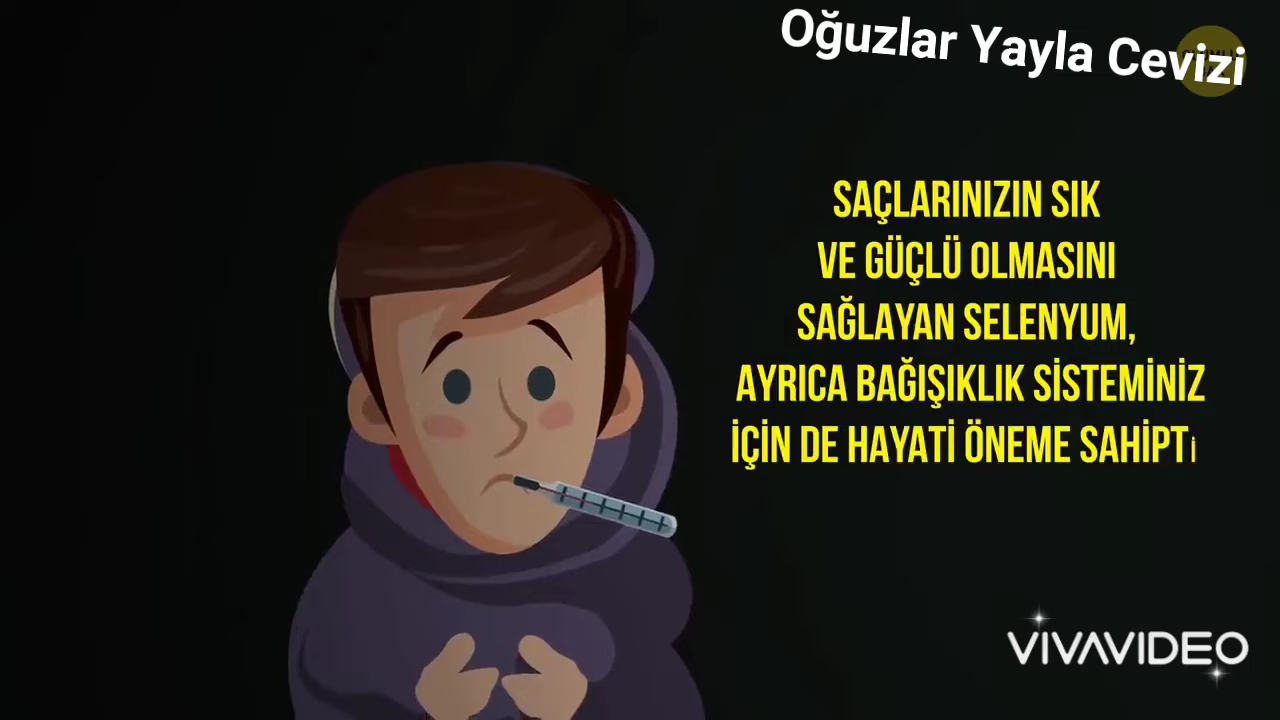 Oğuzlar Yayla Cevizi
SAÇLARINIZIN SIK
VE GÜÇLÜ OLMASINI
SAĞLAYAN SELENYUM,
AYRICA BAĞIŞIKLIK SİSTEMİNİZ
İÇİN DE HAYATİ ÖNEME SAHİPTİ
VIVAVIDEO